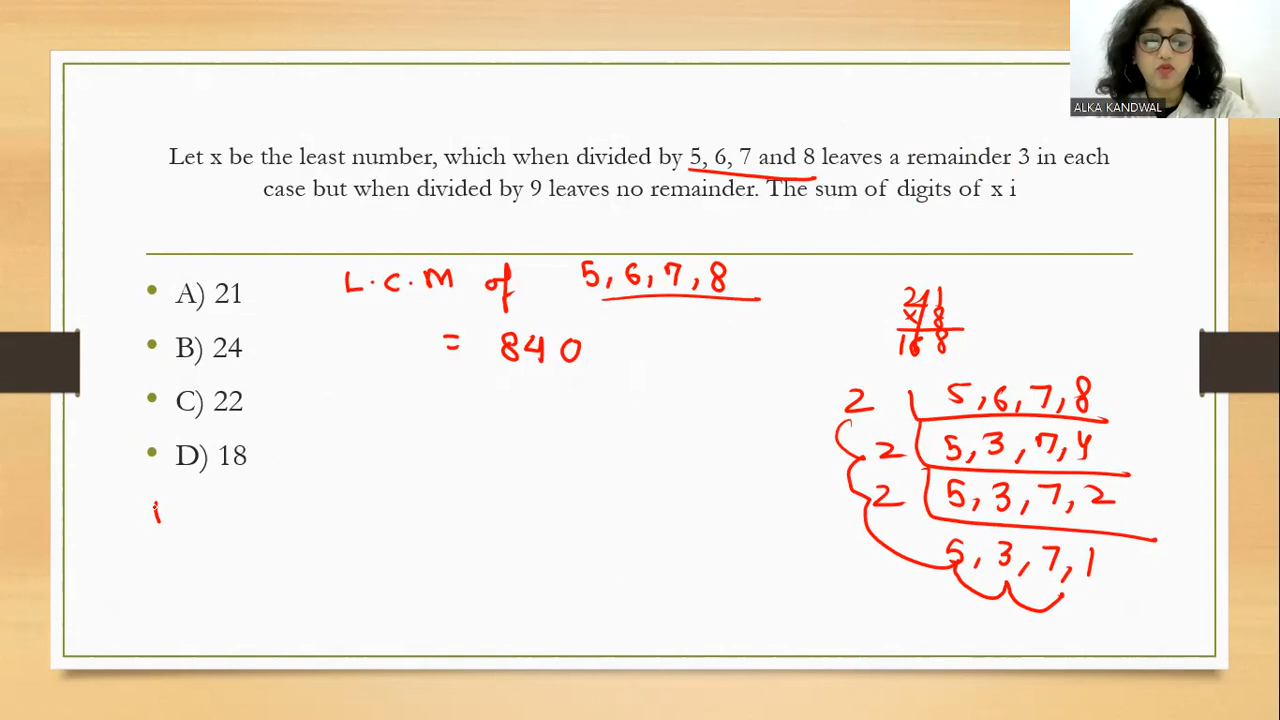 ALKA KANDWAL
Let x be the least number, which when divided by 5, 6, 7 and 8 leaves a remainder 3 in each
case but when divided by 9 leaves no remainder. The sum of digits of x i
• A) 21
• B) 24
• C) 22
• D) 18
L.C.M of 5, 6, 7, 8
= 840
21
x 8
168
2 5, 6, 7, 8
2 5, 3, 7, 4
2 5, 3, 7, 2
5, 3, 7, 1